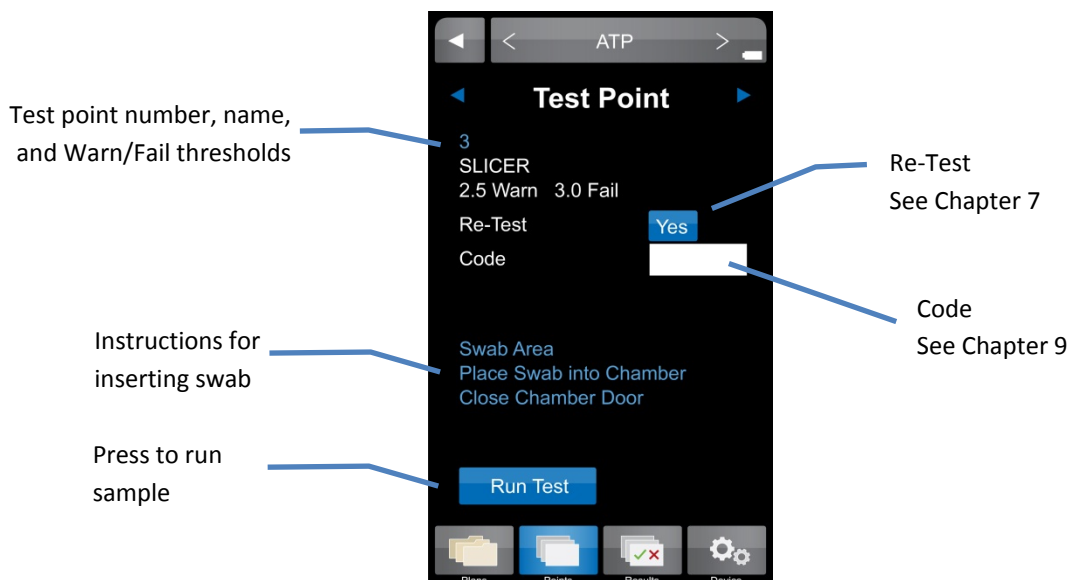 ATP
Test Point
Test point number, name,
and Warn/Fail thresholds
3
SLICER
2.5 Warn 3.0 Fail
Re-Test Yes
Code
Re-Test
See Chapter 7
Code
See Chapter 9
Instructions for
inserting swab
Swab Area
Place Swab into Chamber
Close Chamber Door
Press to run
sample
Run Test
Plans Points Results Device